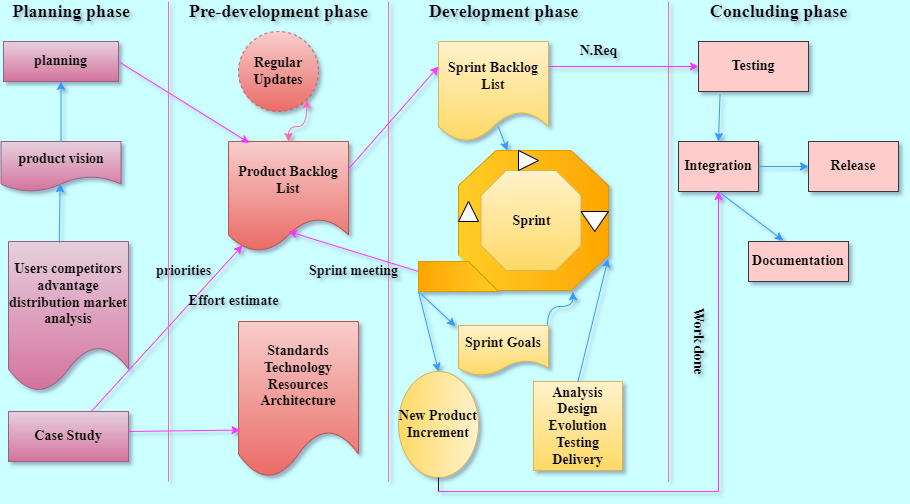 Planning phase
Pre-development phase
Development phase
Concluding phase
planning
product vision
Users competitors
advantage
distribution market
analysis
Case Study
Regular
Updates
Product Backlog
List
priorities
Effort estimate
Sprint meeting
Standards
Technology
Resources
Architecture
Sprint Backlog
List
N.Req
Sprint
Sprint Goals
New Product
Increment
Analysis
Design
Evolution
Testing
Delivery
Testing
Integration
Release
Documentation
Work done